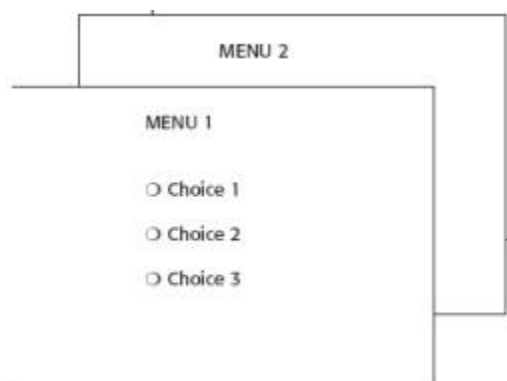 MENU 2
MENU 1
❍ Choice 1
❍ Choice 2
❍ Choice 3